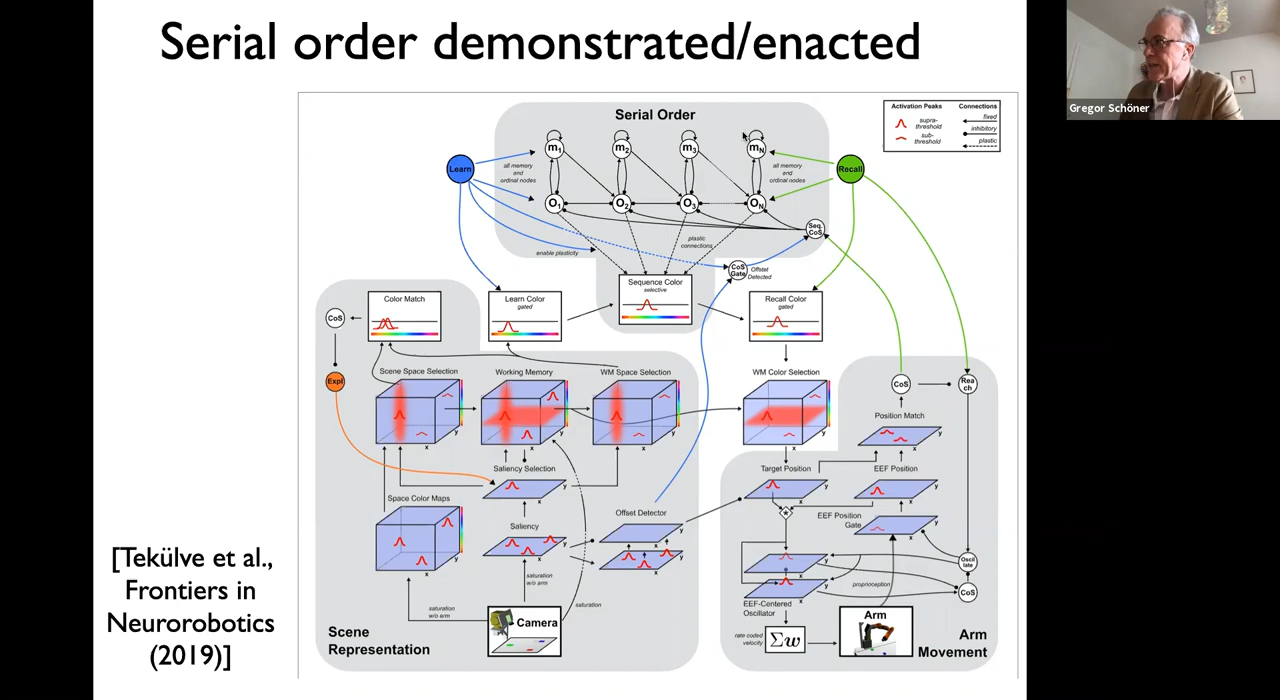 Serial order demonstrated/enacted
Gregor Schöner
Serial Order
Activation Peaks
Connections
supra-
threshold
sub-
threshold
fixed
inhibitory
plastic
m1
m2
m3
mN
Learn
Recall
all memory
and
ordinal nodes
all memory
and
ordinal nodes
O1
O2
O3
ON
Seq.
CoS
plastic
connections
enable plasticity
CoS
Gate
Offstet
Detected
Sequence Color
selective
Color Match
Learn Color
gated
Recall Color
gated
CoS
Expl
Scene Space Selection
Working Memory
WM Space Selection
WM Color Selection
CoS
Rea
ch
Position Match
x
y
x
y
x
y
x
y
x
y
Saliency Selection
Target Position
EEF Position
x
y
x
y
x
y
Space Color Maps
Offset Detector
EEF Position
Gate
x
y
x
y
x
y
Saliency
x
y
x
y
Oscil
late
CoS
saturation
w/o arm
saturation
proprioception
x
y
x
y
EEF-Centered
Oscillator
saturation
w/o arm
Camera
Arm
rate coded
velocity
Σw
Scene
Representation
Arm
Movement
[Tekülve et al.,
Frontiers in
Neurorobotics
(2019)]